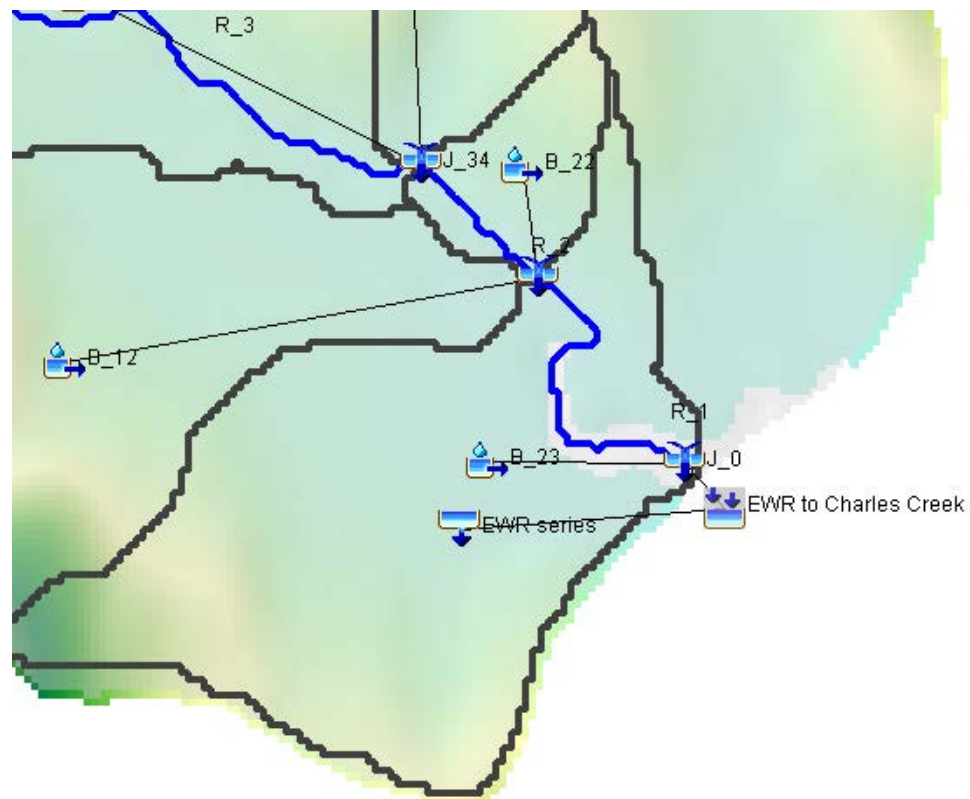 R_3
J_34
B_22
R_2
B_12
R_1
B_23
J_0
EWR to Charles Creek
EWR series